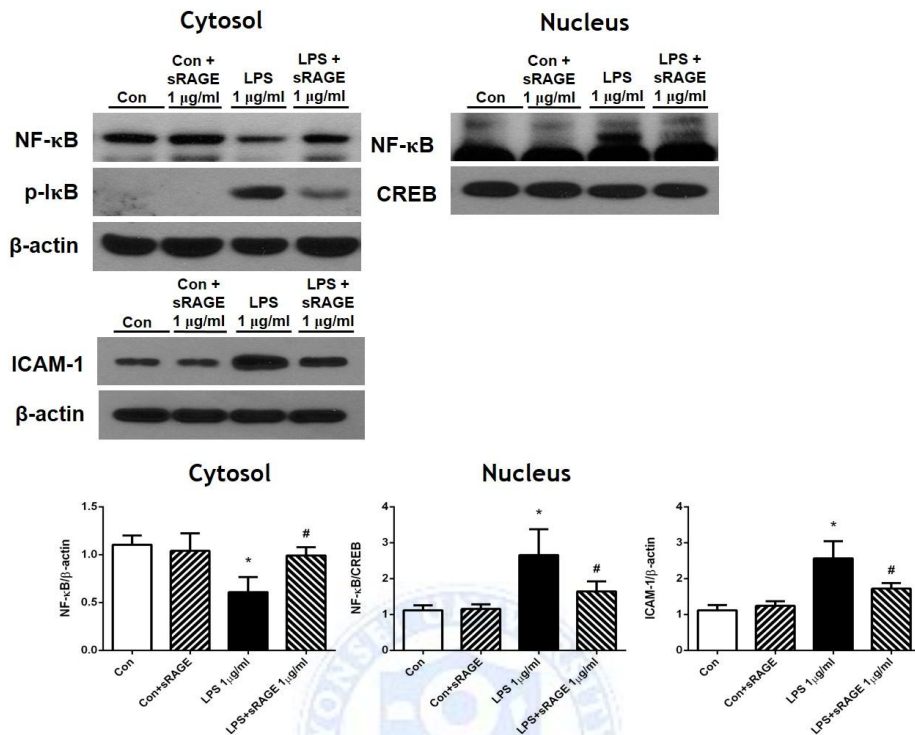 Cytosol
Nucleus
Con
Con +
sRAGE
1 μg/ml
LPS
1 μg/ml
LPS +
sRAGE
1 μg/ml
NF-κB
p-IκB
β-actin
Con
Con +
sRAGE
1 μg/ml
LPS
1 μg/ml
LPS +
sRAGE
1 μg/ml
NF-κB
CREB
Con
Con +
sRAGE
1 μg/ml
LPS
1 μg/ml
LPS +
sRAGE
1 μg/ml
ICAM-1
β-actin
Cytosol
Nucleus
NF-κB/β-actin
1.5
1.0
0.5
0.0
*
#
Con
Con+sRAGE
LPS 1μg/ml
LPS+sRAGE 1μg/ml
NF-κB/CREB
4
3
2
1
0
*
#
Con
Con+sRAGE
LPS 1μg/ml
LPS+sRAGE 1μg/ml
ICAM-1/β-actin
4
3
2
1
0
*
#
Con
Con+sRAGE
LPS 1μg/ml
LPS+sRAGE 1μg/ml